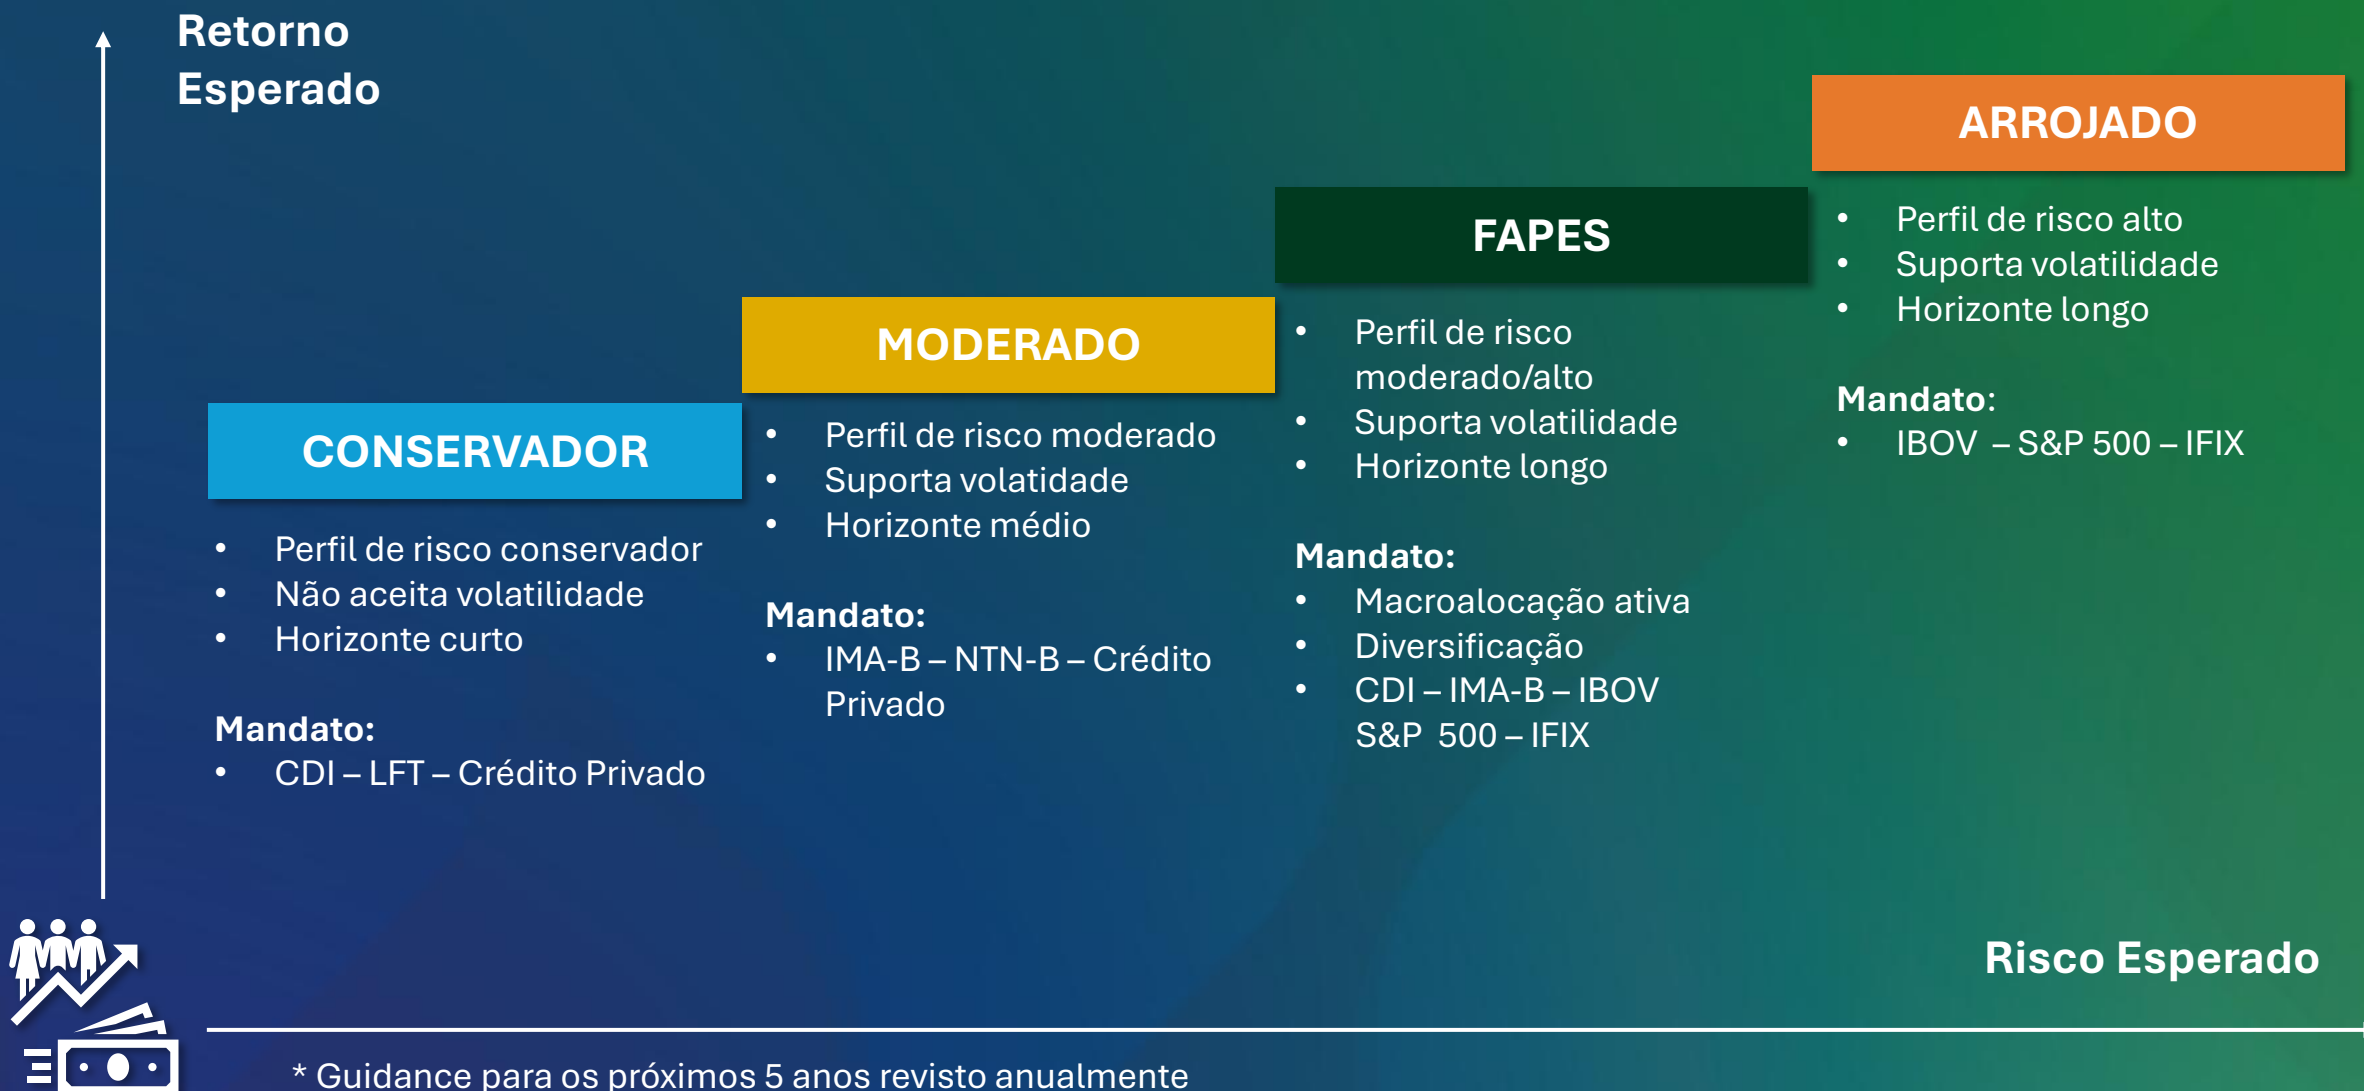 Retorno
Esperado
CONSERVADOR
• Perfil de risco conservador
• Não aceita volatilidade
• Horizonte curto
Mandato:
• CDI – LFT – Crédito Privado
MODERADO
• Perfil de risco moderado
• Suporta volatidade
• Horizonte médio
Mandato:
• IMA-B – NTN-B – Crédito
Privado
FAPES
• Perfil de risco
moderado/alto
• Suporta volatilidade
• Horizonte longo
Mandato:
• Macroalocação ativa
• Diversificação
• CDI – IMA-B – IBOV
S&P 500 – IFIX
ARROJADO
• Perfil de risco alto
• Suporta volatilidade
• Horizonte longo
Mandato:
• IBOV – S&P 500 – IFIX
Risco Esperado
* Guidance para os próximos 5 anos revisto anualmente